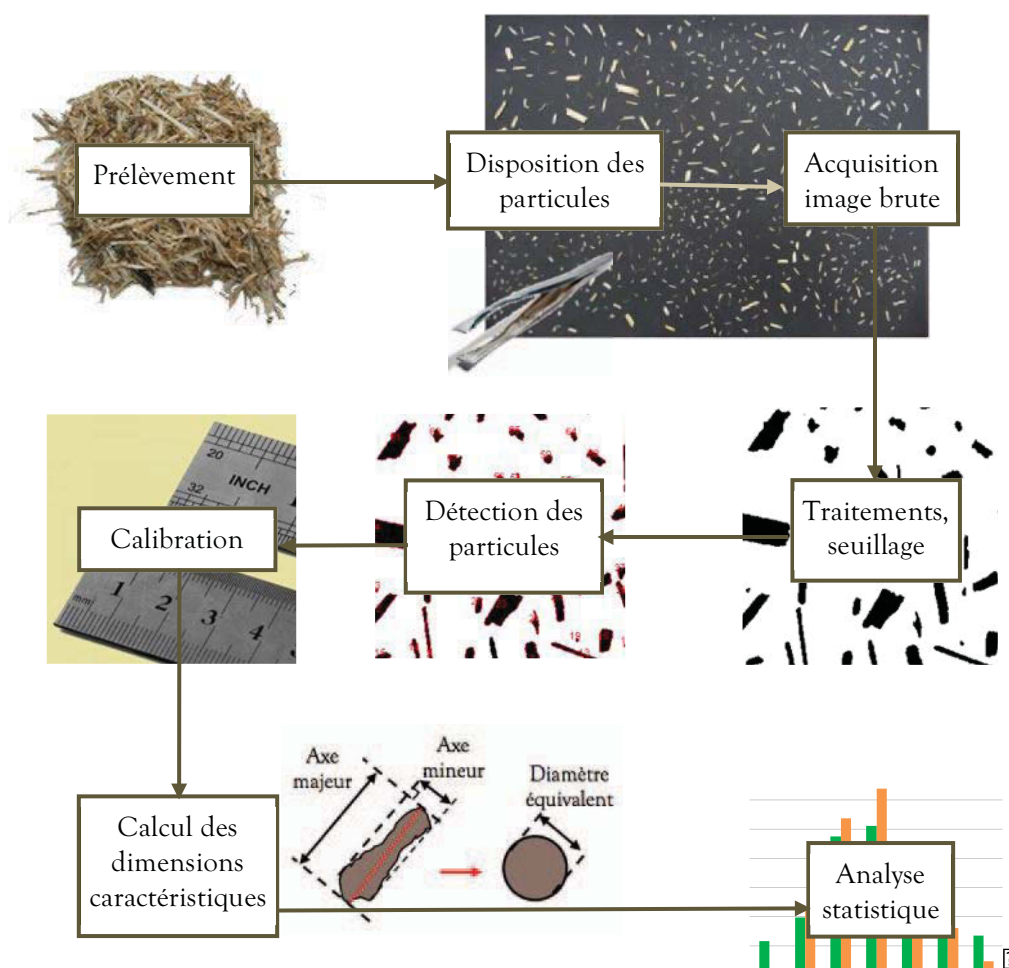 Prélèvement
Disposition des
particules
Acquisition
image brute
Traitements,
seuillage
Détection des
particules
Calibration
20
32
INCH
mm
1
2
3
4
Calcul des
dimensions
caractéristiques
Axe
majeur
Axe
mineur
Diamètre
équivalent
Analyse
statistique